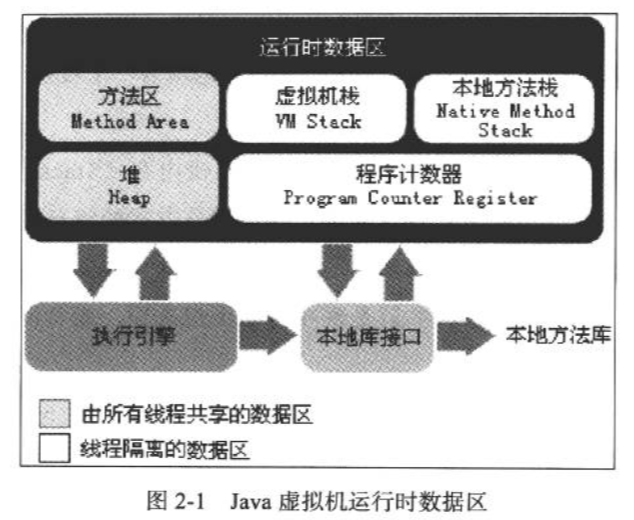 运行时数据区
方法区
Method Area
虚拟机栈
VM Stack
本地方法栈
Native Method
Stack
堆
Heap
程序计数器
Program Counter Register
执行引擎
本地库接口
本地方法库
由所有线程共享的数据区
线程隔离的数据区
图 2-1 Java 虚拟机运行时数据区